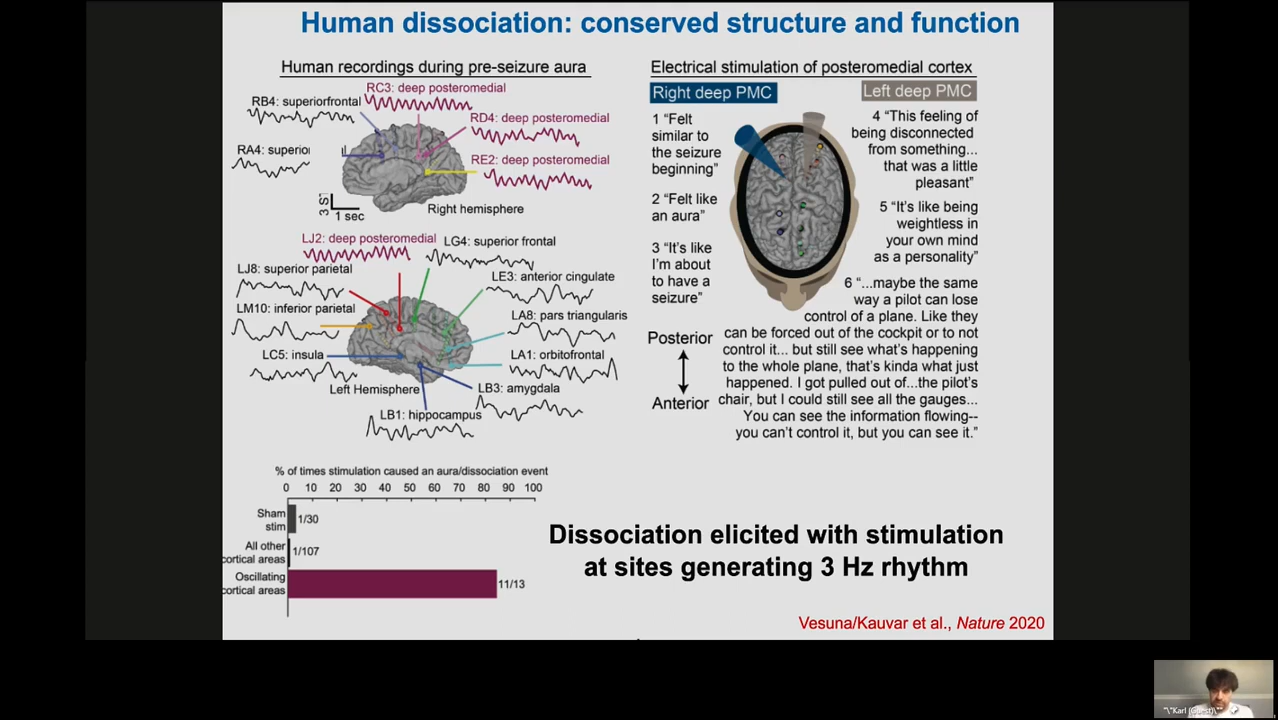 Human dissociation: conserved structure and function
Human recordings during pre-seizure aura
RC3: deep posteromedial
RB4: superiorfrontal
RD4: deep posteromedial
RA4: superio
RE2: deep posteromedial
1 sec
Right hemisphere
LJ2: deep posteromedial
LG4: superior frontal
LJ8: superior parietal
LE3: anterior cingulate
LM10: inferior parietal
LA8: pars triangularis
LC5: insula
LA1: orbitofrontal
Left Hemisphere
LB3: amygdala
LB1: hippocampus
Electrical stimulation of posteromedial cortex
Right deep PMC
Left deep PMC
1 “Felt
similar to
the seizure
beginning”
2 “Felt like
an aura”
3 “It’s like
I’m about
to have a
seizure”
Posterior
Anterior
4 “This feeling of
being disconnected
from something...
that was a little
pleasant”
5 “It’s like being
weightless in
your own mind
as a personality”
6 “...maybe the same
way a pilot can lose
control of a plane. Like they
can be forced out of the cockpit or to not
control it... but still see what’s happening
to the whole plane, that’s kinda what just
happened. I got pulled out of...the pilot’s
chair, but I could still see all the gauges...
You can see the information flowing--
you can’t control it, but you can see it.”
% of times stimulation caused an aura/dissociation event
0 10 20 30 40 50 60 70 80 90 100
Sham
stim
1/30
All other
cortical areas
1/107
Oscillating
cortical areas
11/13
Dissociation elicited with stimulation
at sites generating 3 Hz rhythm
Vesuna/Kauvar et al., Nature 2020
"\"Karl (Guest)\""